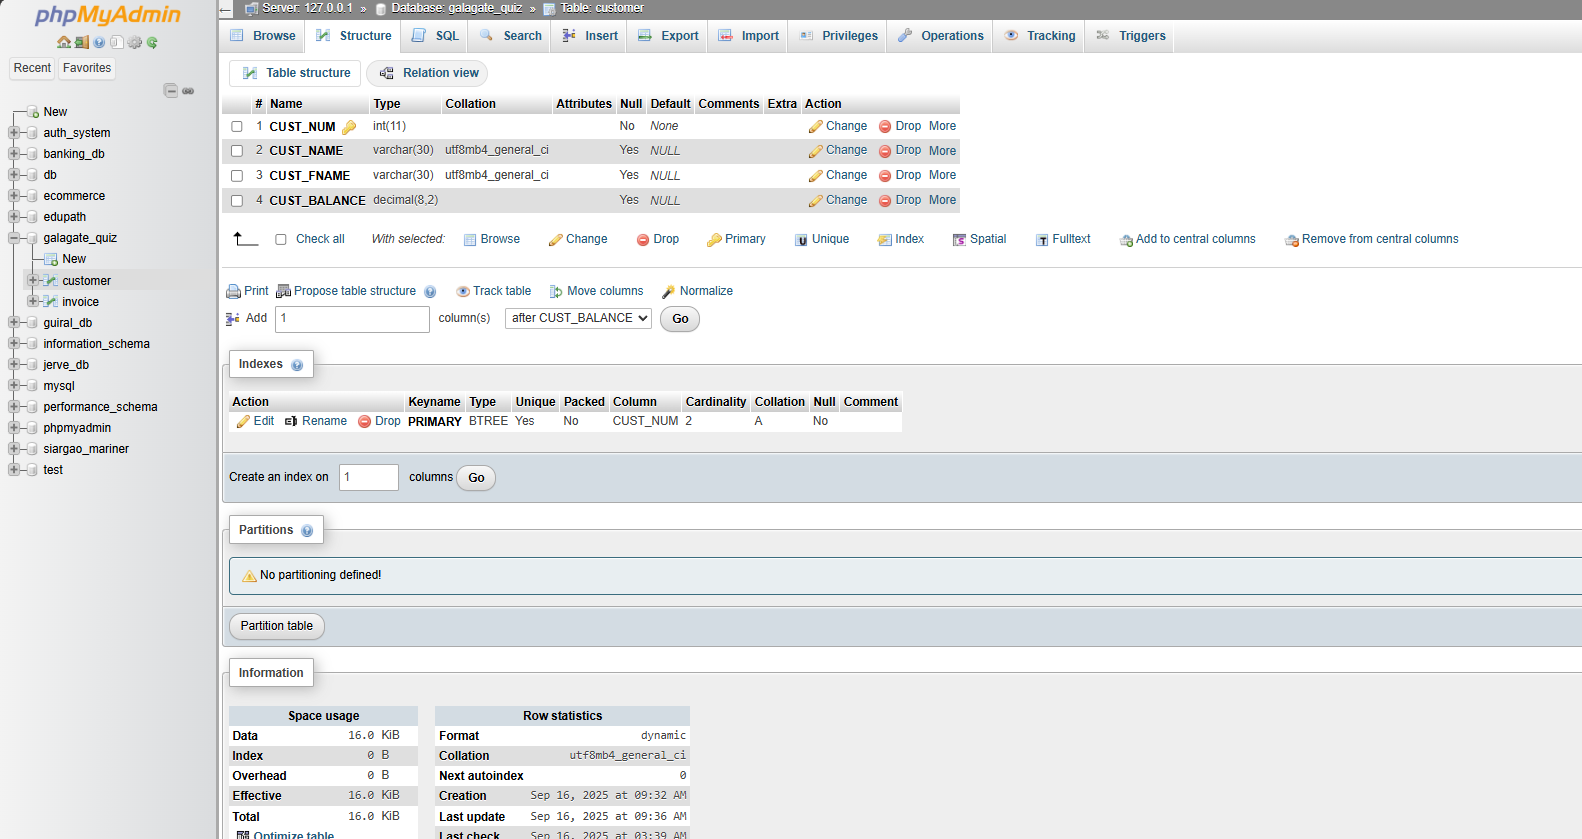 phpMyAdmin
Recent Favorites
New
auth_system
banking_db
db
ecommerce
edupath
galagate_quiz
New
customer
invoice
guiral_db
information_schema
jerve_db
mysql
performance_schema
phpmyadmin
siargao_mariner
test
Server: 127.0.0.1 » Database: galagate_quiz » Table: customer
Browse Structure SQL Search Insert Export Import Privileges Operations Tracking Triggers
Table structure Relation view
# Name Type Collation Attributes Null Default Comments Extra Action
1 CUST_NUM int(11) No None Change Drop More
2 CUST_NAME varchar(30) utf8mb4_general_ci Yes NULL Change Drop More
3 CUST_FNAME varchar(30) utf8mb4_general_ci Yes NULL Change Drop More
4 CUST_BALANCE decimal(8,2) Yes NULL Change Drop More
Check all With selected: Browse Change Drop Primary Unique Index Spatial Fulltext Add to central columns Remove from central columns
Print Propose table structure Track table Move columns Normalize
Add 1 column(s) after CUST_BALANCE Go
Indexes
Action Keyname Type Unique Packed Column Cardinality Collation Null Comment
Edit Rename Drop PRIMARY BTREE Yes No CUST_NUM 2 A No
Create an index on 1 columns Go
Partitions
No partitioning defined!
Partition table
Information
Space usage
Data 16.0 KiB
Index 0 B
Overhead 0 B
Effective 16.0 KiB
Total 16.0 KiB
Optimize table
Row statistics
Format dynamic
Collation utf8mb4_general_ci
Next autoindex 0
Creation Sep 16, 2025 at 09:32 AM
Last update Sep 16, 2025 at 09:36 AM
Last check Sep 16, 2025 at 03:39 AM